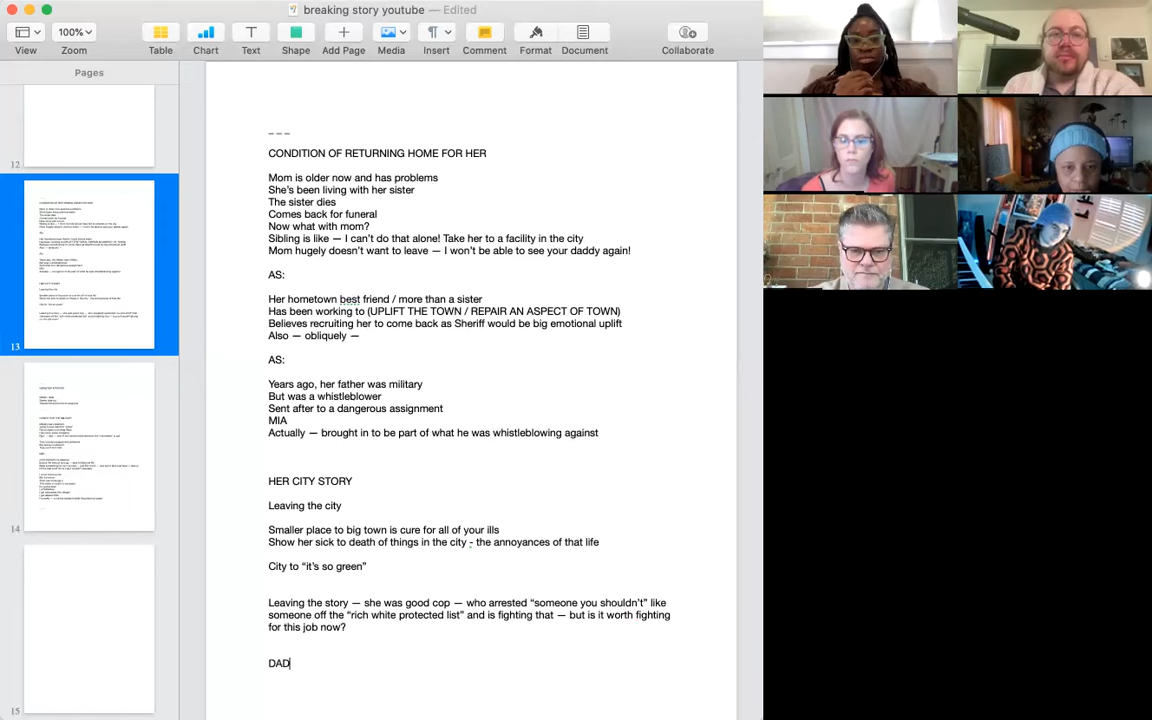 breaking story youtube — Edited
100%
View
Zoom
Table
Chart
Text
Shape
Add Page
Media
Insert
Comment
Format
Document
Collaborate
Pages
12
13
14
15
– – –
CONDITION OF RETURNING HOME FOR HER
Mom is older now and has problems
She's been living with her sister
The sister dies
Comes back for funeral
Now what with mom?
Sibling is like — I can't do that alone! Take her to a facility in the city
Mom hugely doesn't want to leave — I won't be able to see your daddy again!
AS:
Her hometown best friend / more than a sister
Has been working to (UPLIFT THE TOWN / REPAIR AN ASPECT OF TOWN)
Believes recruiting her to come back as Sheriff would be big emotional uplift
Also — obliquely —
AS:
Years ago, her father was military
But was a whistleblower
Sent after to a dangerous assignment
MIA
Actually — brought in to be part of what he was whistleblowing against
HER CITY STORY
Leaving the city
Smaller place to big town is cure for all of your ills
Show her sick to death of things in the city - the annoyances of that life
City to “it's so green”
Leaving the story — she was good cop — who arrested “someone you shouldn't” like
someone off the “rich white protected list” and is fighting that — but is it worth fighting
for this job now?
DAD